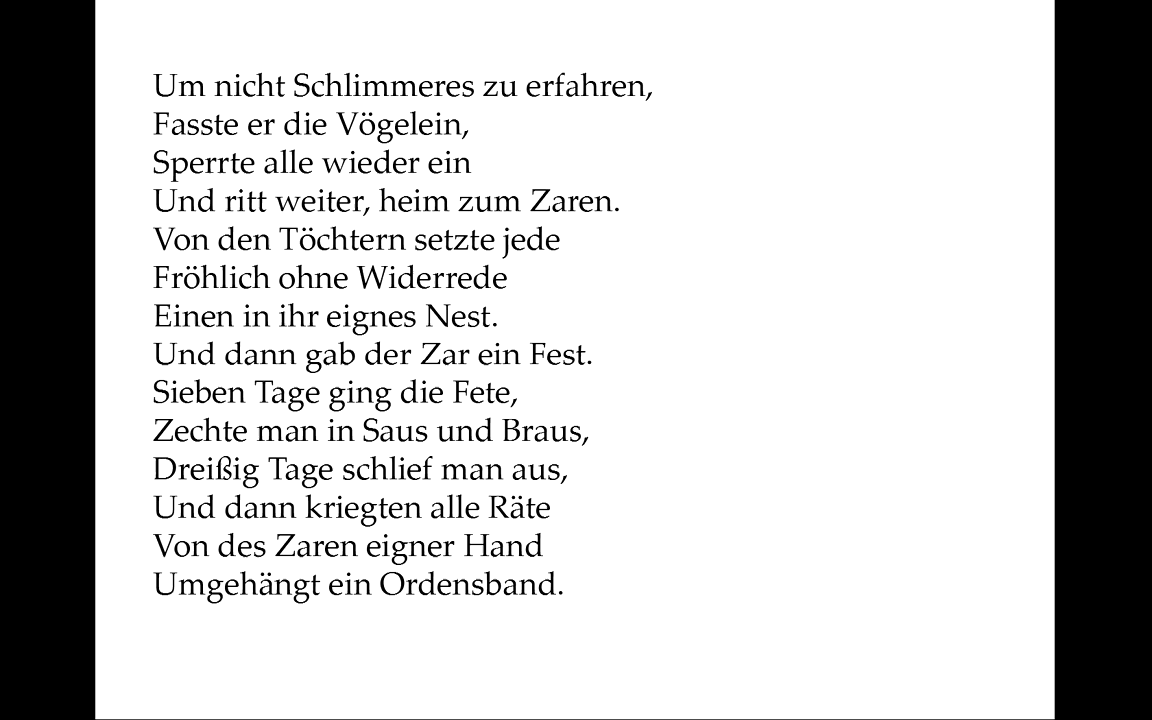 Um nicht Schlimmeres zu erfahren,
Fasste er die Vögelein,
Sperrte alle wieder ein
Und ritt weiter, heim zum Zaren.
Von den Töchtern setzte jede
Fröhlich ohne Widerrede
Einen in ihr eignes Nest.
Und dann gab der Zar ein Fest.
Sieben Tage ging die Fete,
Zechte man in Saus und Braus,
Dreißig Tage schlief man aus,
Und dann kriegten alle Räte
Von des Zaren eigner Hand
Umgehängt ein Ordensband.